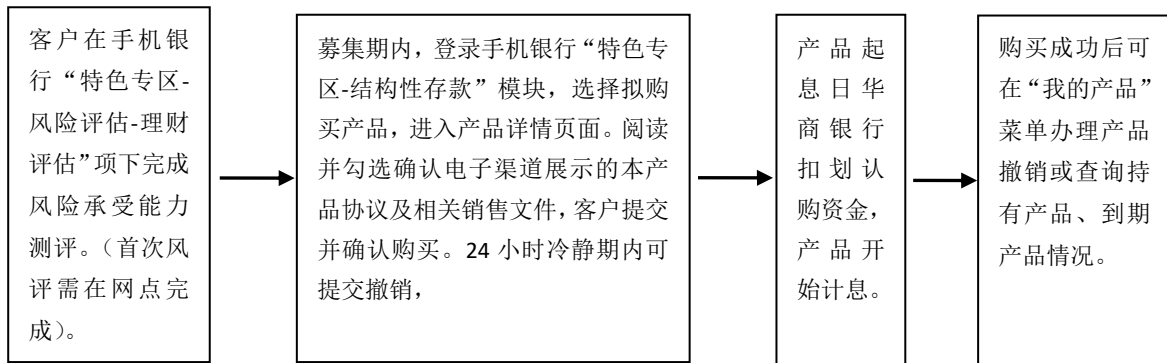 客户在手机银
行“特色专区-
风险评估-理财
评估”项下完成
风险承受能力
测评。（首次风
评需在网点完
成）。
募集期内，登录手机银行“特色专
区-结构性存款”模块，选择拟购
买产品，进入产品详情页面。阅读
并勾选确认电子渠道展示的本产
品协议及相关销售文件，客户提交
并确认购买。24 小时冷静期内可
提交撤销，
产品起
息日华
商银行
扣划认
购资金，
产品开
始计息。
购买成功后可
在“我的产品”
菜单办理产品
撤销或查询持
有产品、到期
产品情况。